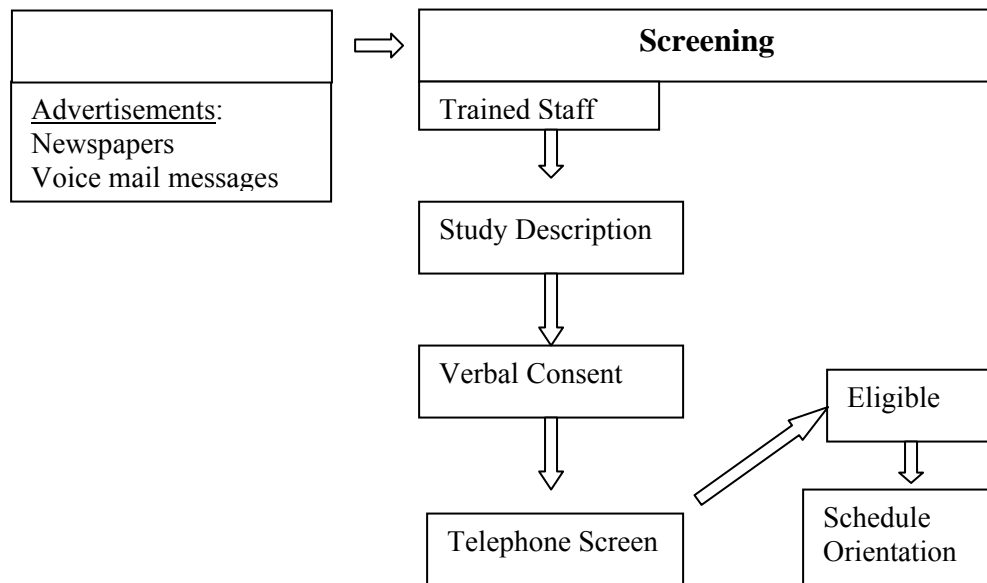 Screening
Advertisements:
Newspapers
Voice mail messages
Trained Staff
Study Description
Verbal Consent
Eligible
Telephone Screen
Schedule
Orientation